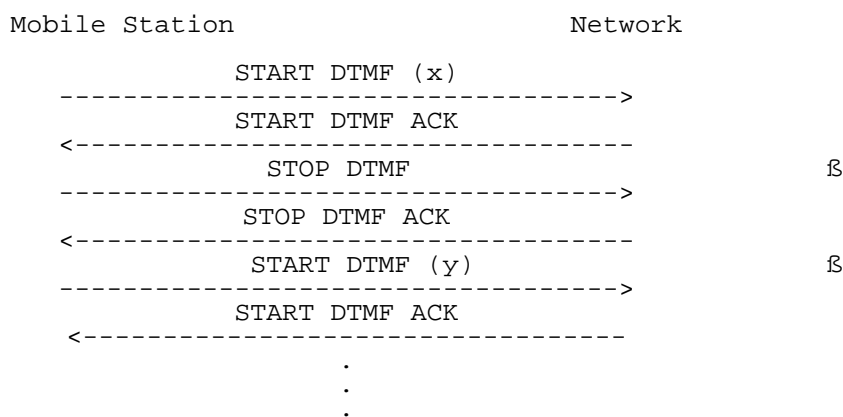 Mobile Station Network
START DTMF (x)
----------------------------------->
START DTMF ACK
<-----------------------------------
STOP DTMF ß
----------------------------------->
STOP DTMF ACK
<-----------------------------------
START DTMF (y) ß
----------------------------------->
START DTMF ACK
<----------------------------------
.
.
.